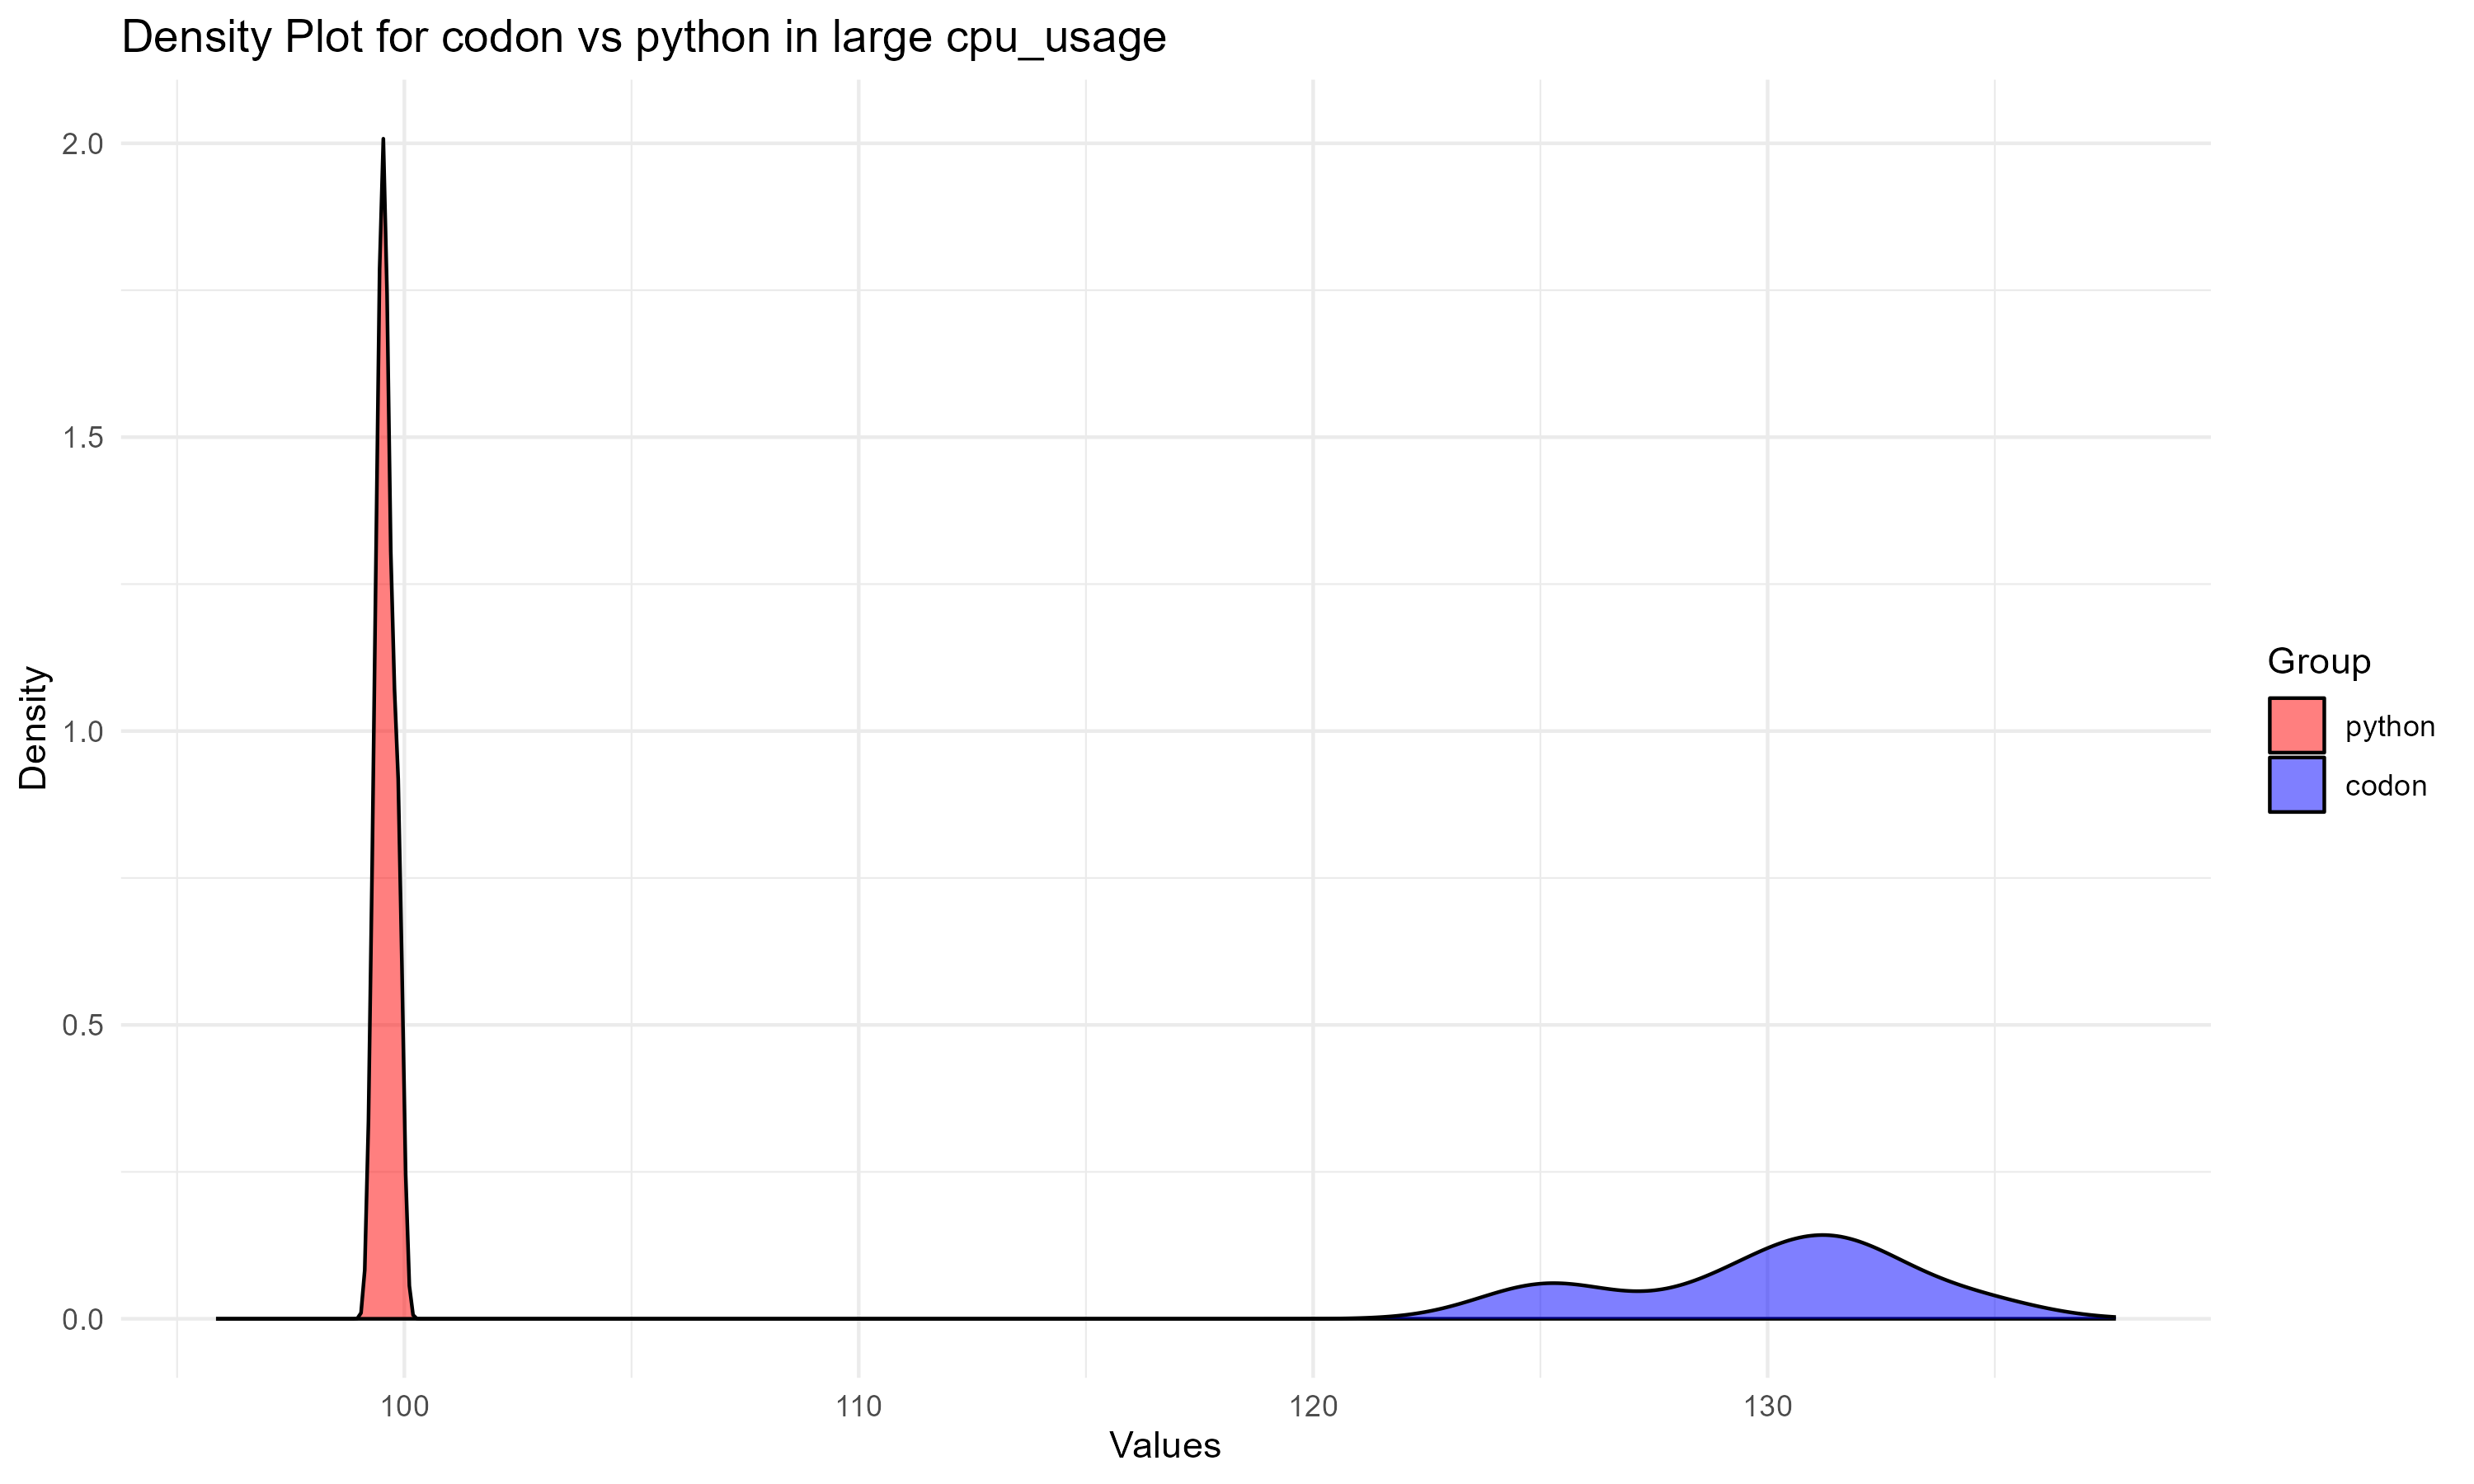 Density Plot for codon vs python in large cpu_usage
2.0
1.5
1.0
0.5
0.0
Density
100 110 120 130
Values
Group
python
codon